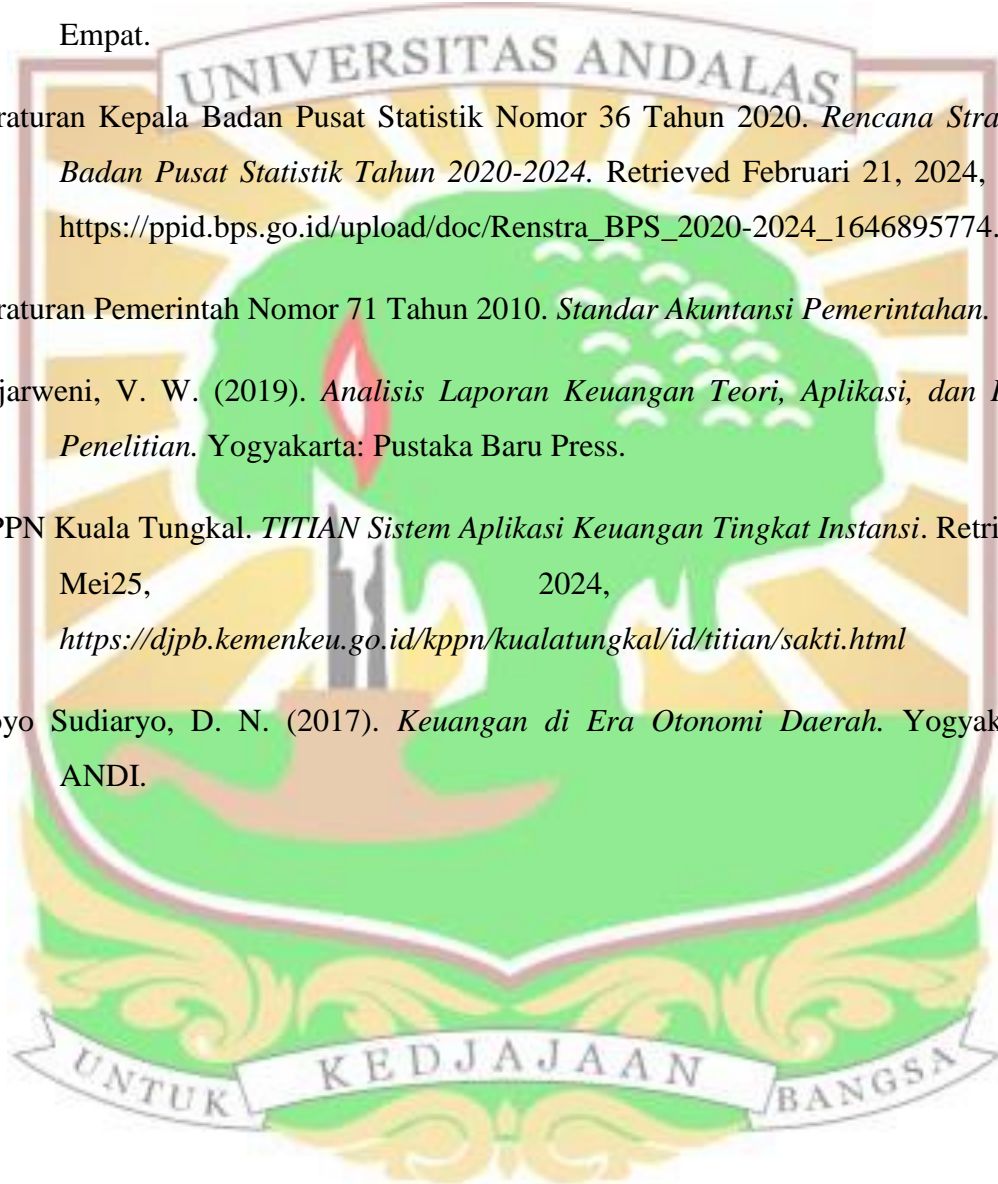 Empat.
UNIVERSITAS ANDALAS
raturan Kepala Badan Pusat Statistik Nomor 36 Tahun 2020. Rencana Stra
Badan Pusat Statistik Tahun 2020-2024. Retrieved Februari 21, 2024,
https://ppid.bps.go.id/upload/doc/Renstra_BPS_2020-2024_1646895774.
raturan Pemerintah Nomor 71 Tahun 2010. Standar Akuntansi Pemerintahan.
jarweni, V. W. (2019). Analisis Laporan Keuangan Teori, Aplikasi, dan
Penelitian. Yogyakarta: Pustaka Baru Press.
PPN Kuala Tungkal. TITIAN Sistem Aplikasi Keuangan Tingkat Instansi. Retri
Mei25, 2024,
https://djpb.kemenkeu.go.id/kppn/kualatungkal/id/titian/sakti.html
oyo Sudiaryo, D. N. (2017). Keuangan di Era Otonomi Daerah. Yogyak
ANDI.
UNTUK KEDJAJAAN BANGSA